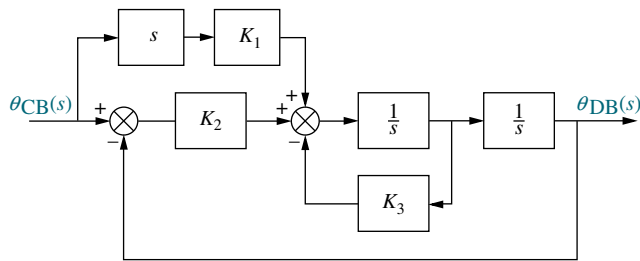 s
K₁
θCB(s)
+
−
K₂
+
+
−
1/s
1/s
θDB(s)
K₃